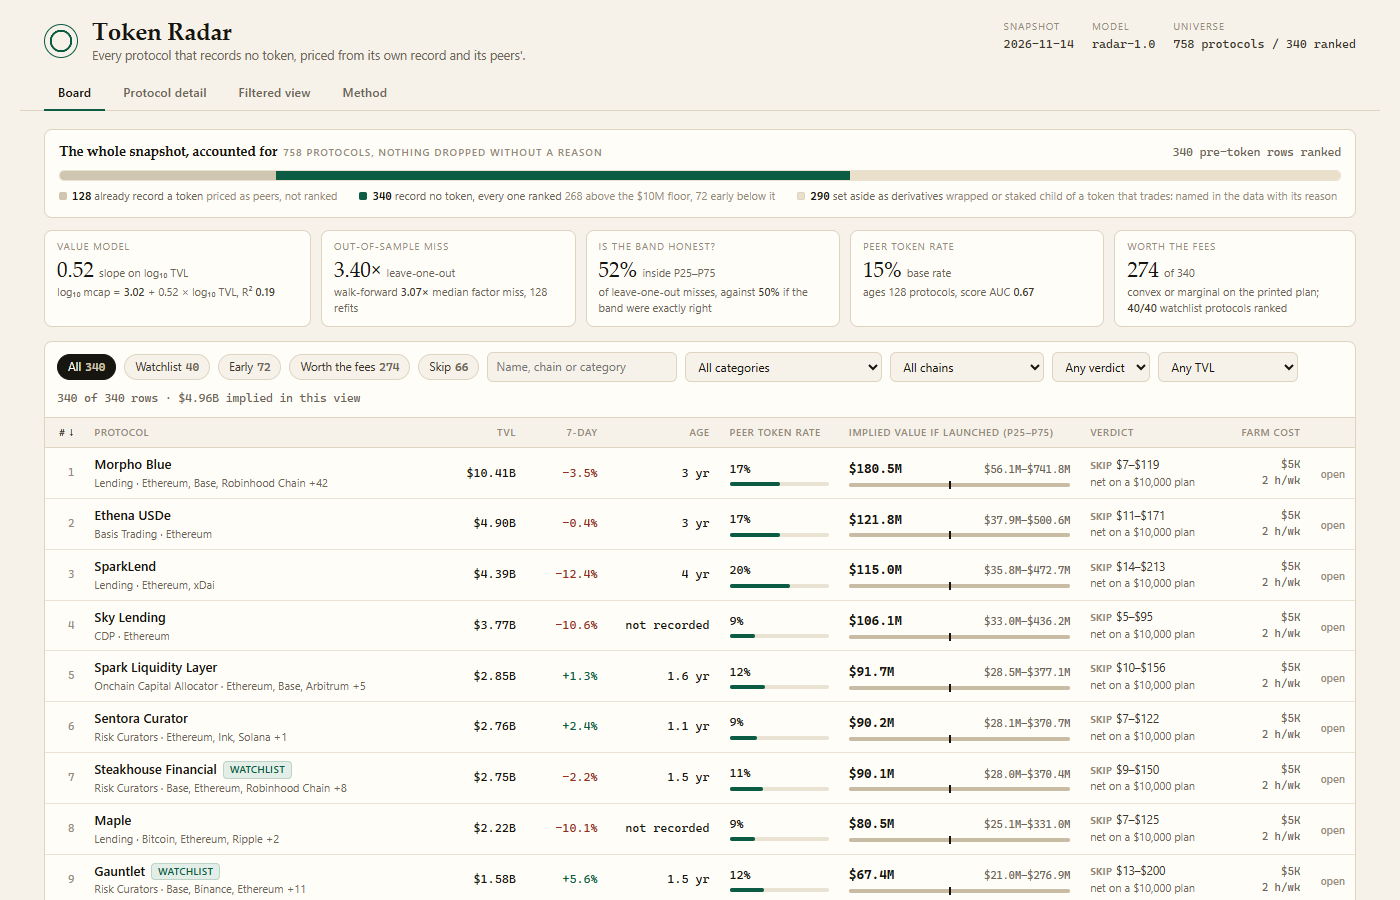 Token Radar
Every protocol that records no token, priced from its own record and its peers'.
SNAPSHOT MODEL UNIVERSE
2026-11-14 radar-1.0 758 protocols / 340 ranked
Board Protocol detail Filtered view Method
The whole snapshot, accounted for 758 PROTOCOLS, NOTHING DROPPED WITHOUT A REASON 340 pre-token rows ranked
128 already record a token priced as peers, not ranked 340 record no token, every one ranked 268 above the $10M floor, 72 early below it 290 set aside as derivatives wrapped or staked child of a token that trades: named in the data with its reason
VALUE MODEL
0.52 slope on log₁₀ TVL
log₁₀ mcap = 3.02 + 0.52 × log₁₀ TVL, R² 0.19
OUT-OF-SAMPLE MISS
3.40× leave-one-out
walk-forward 3.07× median factor miss, 128
refits
IS THE BAND HONEST?
52% inside P25–P75
of leave-one-out misses, against 50% if the
band were exactly right
PEER TOKEN RATE
15% base rate
ages 128 protocols, score AUC 0.67
WORTH THE FEES
274 of 340
convex or marginal on the printed plan;
40/40 watchlist protocols ranked
All 340 Watchlist 40 Early 72 Worth the fees 274 Skip 66 Name, chain or category All categories All chains Any verdict Any TVL
340 of 340 rows · $4.96B implied in this view
# ↓ PROTOCOL TVL 7-DAY AGE PEER TOKEN RATE IMPLIED VALUE IF LAUNCHED (P25–P75) VERDICT FARM COST
1 Morpho Blue $10.41B −3.5% 3 yr 17% $180.5M $56.1M–$741.8M SKIP $7–$119 $5K open
Lending · Ethereum, Base, Robinhood Chain +42 net on a $10,000 plan 2 h/wk
2 Ethena USDe $4.90B −0.4% 3 yr 17% $121.8M $37.9M–$500.6M SKIP $11–$171 $5K open
Basis Trading · Ethereum net on a $10,000 plan 2 h/wk
3 SparkLend $4.39B −12.4% 4 yr 20% $115.0M $35.8M–$472.7M SKIP $14–$213 $5K open
Lending · Ethereum, xDai net on a $10,000 plan 2 h/wk
4 Sky Lending $3.77B −10.6% not recorded 9% $106.1M $33.0M–$436.2M SKIP $5–$95 $5K open
CDP · Ethereum net on a $10,000 plan 2 h/wk
5 Spark Liquidity Layer $2.85B +1.3% 1.6 yr 12% $91.7M $28.5M–$377.1M SKIP $10–$156 $5K open
Onchain Capital Allocator · Ethereum, Base, Arbitrum +5 net on a $10,000 plan 2 h/wk
6 Sentora Curator $2.76B +2.4% 1.1 yr 9% $90.2M $28.1M–$370.7M SKIP $7–$122 $5K open
Risk Curators · Ethereum, Ink, Solana +1 net on a $10,000 plan 2 h/wk
7 Steakhouse Financial WATCHLIST $2.75B −2.2% 1.5 yr 11% $90.1M $28.0M–$370.4M SKIP $9–$150 $5K open
Risk Curators · Base, Ethereum, Robinhood Chain +8 net on a $10,000 plan 2 h/wk
8 Maple $2.22B −10.1% not recorded 9% $80.5M $25.1M–$331.0M SKIP $7–$125 $5K open
Lending · Bitcoin, Ethereum, Ripple +2 net on a $10,000 plan 2 h/wk
9 Gauntlet WATCHLIST $1.58B +5.6% 1.5 yr 12% $67.4M $21.0M–$276.9M SKIP $13–$200 $5K open
Risk Curators · Base, Binance, Ethereum +11 net on a $10,000 plan 2 h/wk